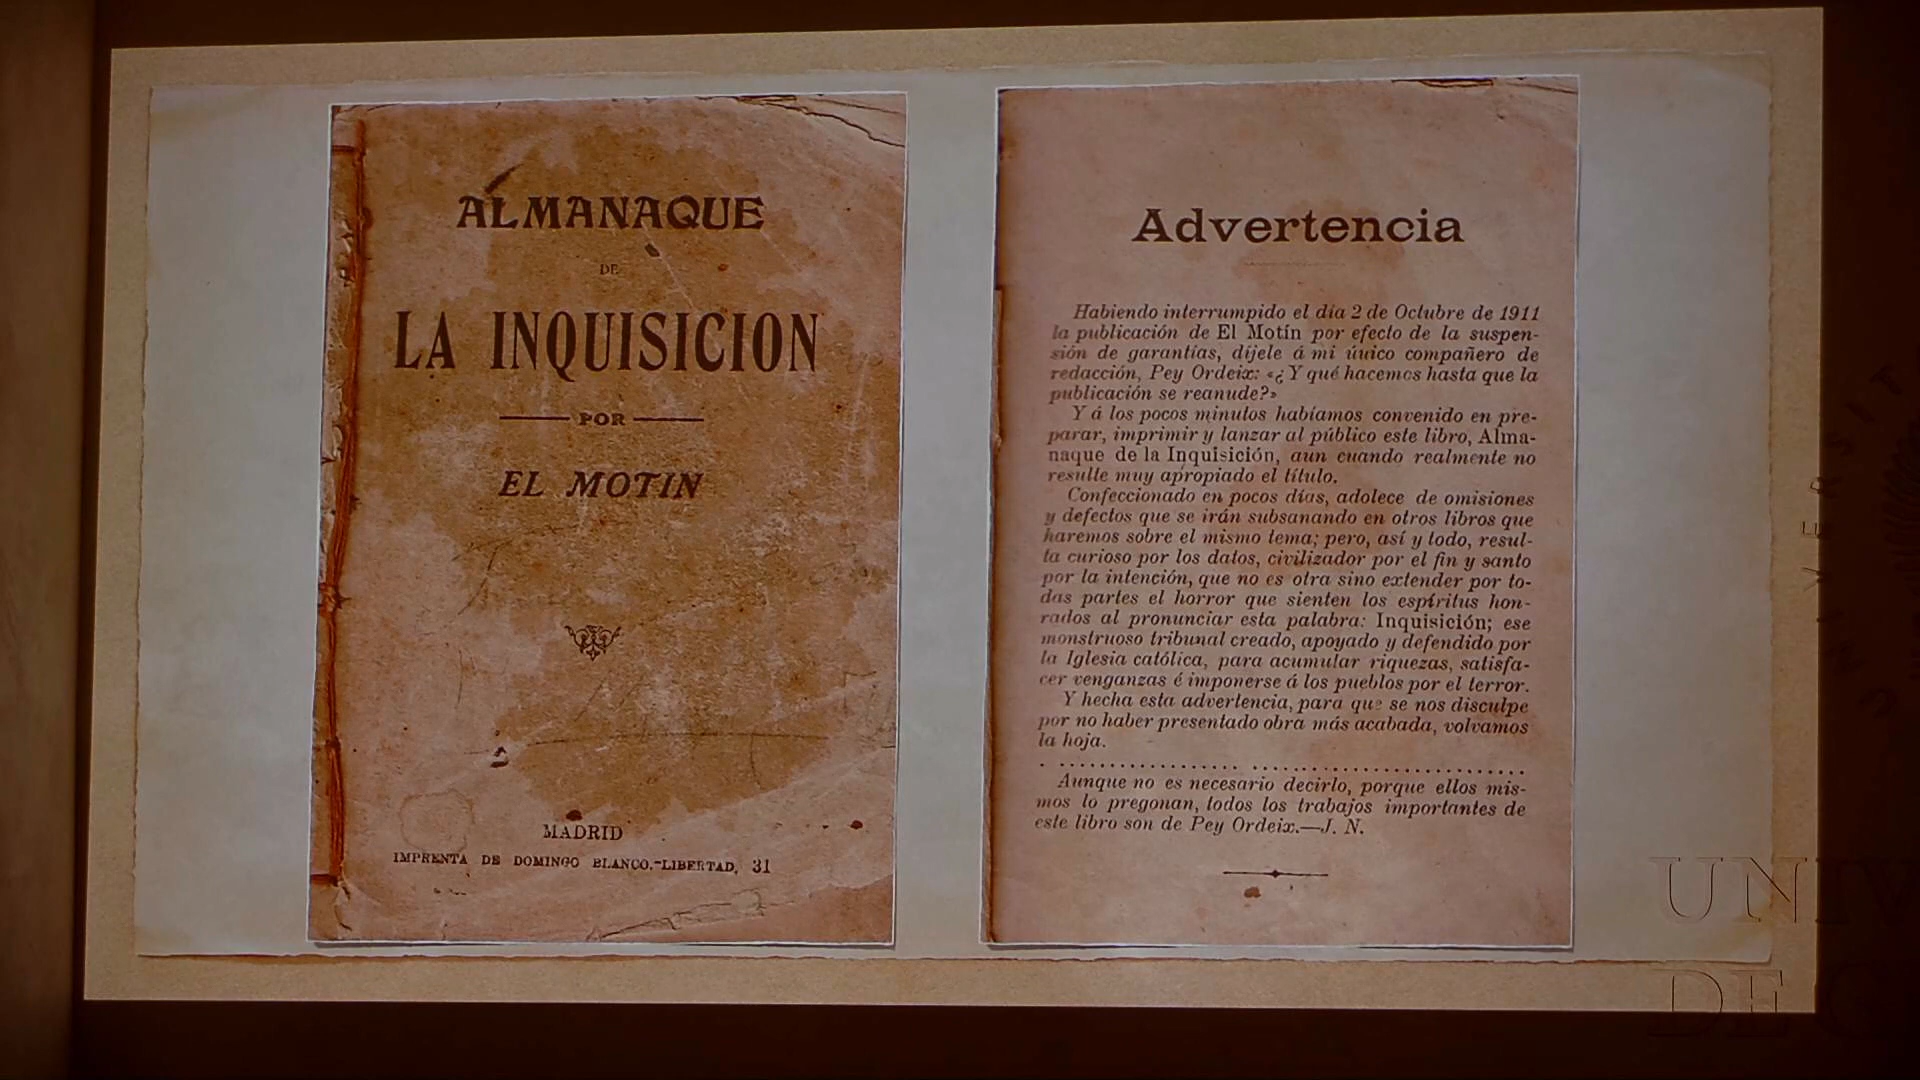 ALMANAQUE
DE
LA INQUISICION
POR
EL MOTIN
MADRID
IMPRENTA DE DOMINGO BLANCO.-LIBERTAD, 31
Advertencia
Habiendo interrumpido el día 2 de Octubre de 1911
la publicación de El Motín por efecto de la suspen-
sión de garantías, díjele á mi único compañero de
redacción, Pey Ordeix: «¿Y qué hacemos hasta que la
publicación se reanude?»
Y á los pocos minutos habíamos convenido en pre-
parar, imprimir y lanzar al público este libro, Alma-
naque de la Inquisición, aun cuando realmente no
resulte muy apropiado el título.
Confeccionado en pocos días, adolece de omisiones
y defectos que se irán subsanando en otros libros que
haremos sobre el mismo tema; pero, así y todo, resul-
ta curioso por los datos, civilizador por el fin y santo
por la intención, que no es otra sino extender por to-
das partes el horror que sienten los espíritus hon-
rados al pronunciar esta palabra: Inquisición; ese
monstruoso tribunal creado, apoyado y defendido por
la Iglesia católica, para acumular riquezas, satisfa-
cer venganzas é imponerse á los pueblos por el terror.
Y hecha esta advertencia, para que se nos disculpe
por no haber presentado obra más acabada, volvamos
la hoja.
Aunque no es necesario decirlo, porque ellos mis-
mos lo pregonan, todos los trabajos importantes de
este libro son de Pey Ordeix.—J. N.
UNIV
DE